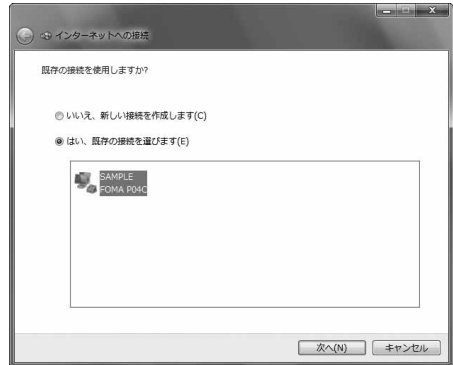 インターネットへの接続
既存の接続を使用しますか?
いいえ、新しい接続を作成します(C)
はい、既存の接続を選びます(E)
SAMPLE
FOMA P04C
次へ(N)
キャンセル